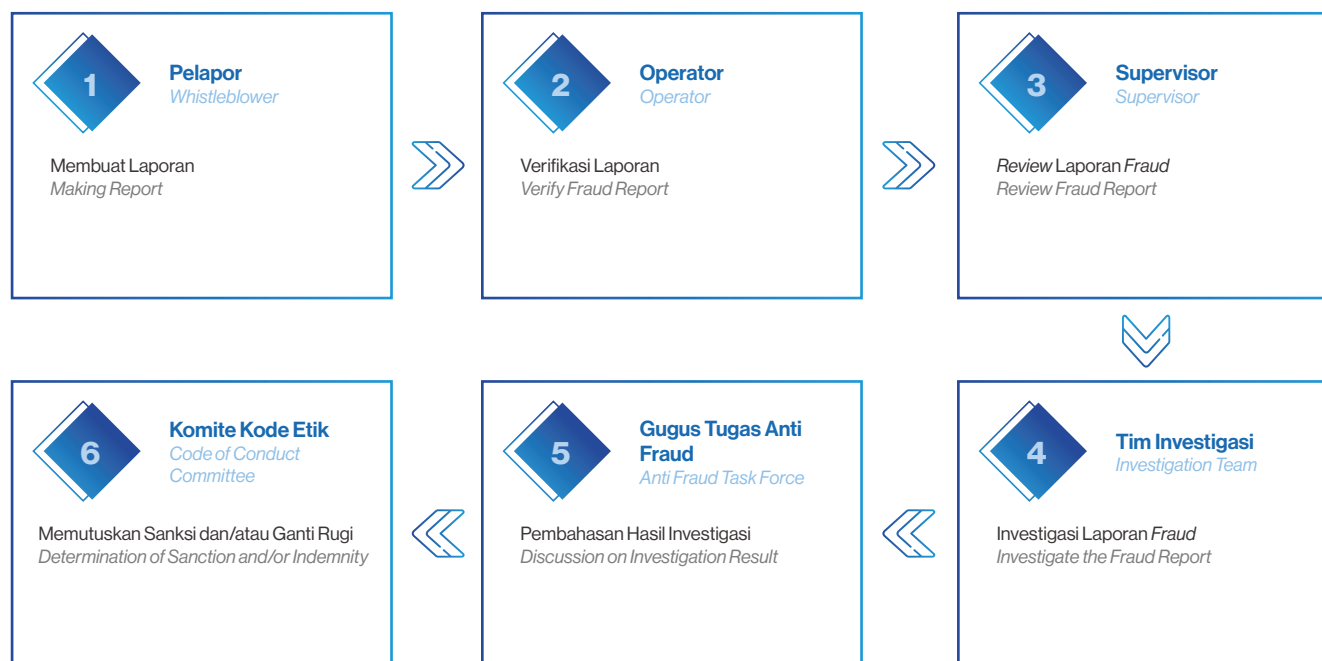 1
Pelapor
Whistleblower
Membuat Laporan
Making Report
2
Operator
Operator
Verifikasi Laporan
Verify Fraud Report
3
Supervisor
Supervisor
Review Laporan Fraud
Review Fraud Report
4
Tim Investigasi
Investigation Team
Investigasi Laporan Fraud
Investigate the Fraud Report
5
Gugus Tugas Anti
Fraud
Anti Fraud Task Force
Pembahasan Hasil Investigasi
Discussion on Investigation Result
6
Komite Kode Etik
Code of Conduct
Committee
Memutuskan Sanksi dan/atau Ganti Rugi
Determination of Sanction and/or Indemnity